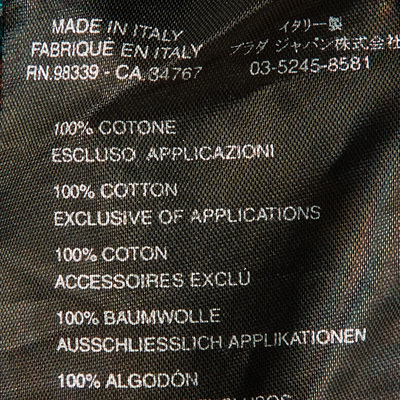 MADE IN ITALY
FABRIQUE EN ITALY
RN.98339 - CA.34767
イタリー製
プラダ ジャパン株式会社
03-5245-8581
100% COTONE
ESCLUSO APPLICAZIONI
100% COTTON
EXCLUSIVE OF APPLICATIONS
100% COTON
ACCESSOIRES EXCLÚ
100% BAUMWOLLE
AUSSCHLIESSLICH APPLIKATIONEN
100% ALGODÓN